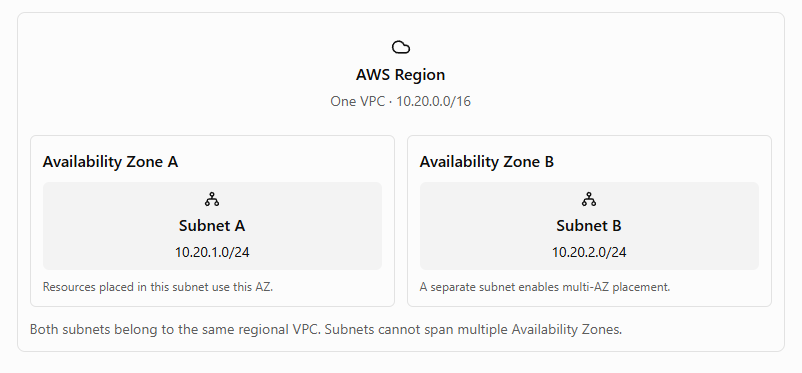 AWS Region
One VPC · 10.20.0.0/16
Availability Zone A
Subnet A
10.20.1.0/24
Resources placed in this subnet use this AZ.
Availability Zone B
Subnet B
10.20.2.0/24
A separate subnet enables multi-AZ placement.
Both subnets belong to the same regional VPC. Subnets cannot span multiple Availability Zones.